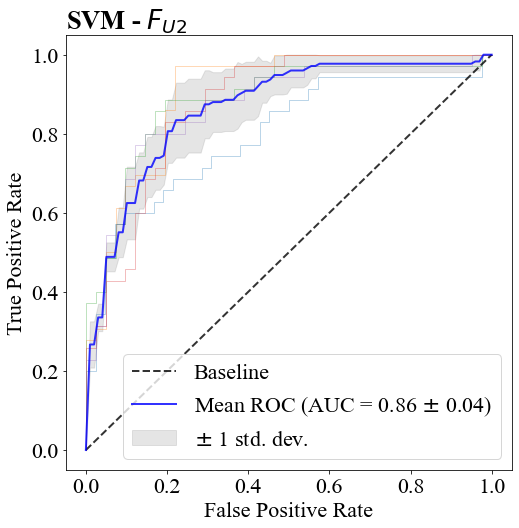 SVM - F_{U2}
1.0
0.8
0.6
0.4
0.2
0.0
True Positive Rate
Baseline
Mean ROC (AUC = 0.86 ± 0.04)
± 1 std. dev.
0.0 0.2 0.4 0.6 0.8 1.0
False Positive Rate